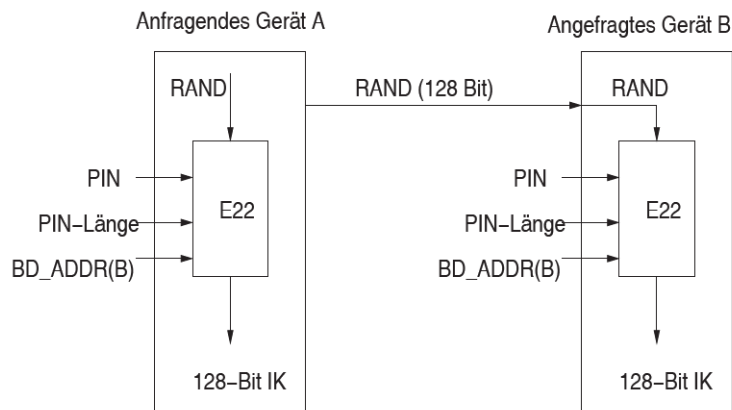 Anfragendes Gerät A
Angefragtes Gerät B
RAND
RAND (128 Bit)
RAND
PIN
PIN–Länge
BD_ADDR(B)
E22
PIN
PIN–Länge
BD_ADDR(B)
E22
128–Bit IK
128–Bit IK